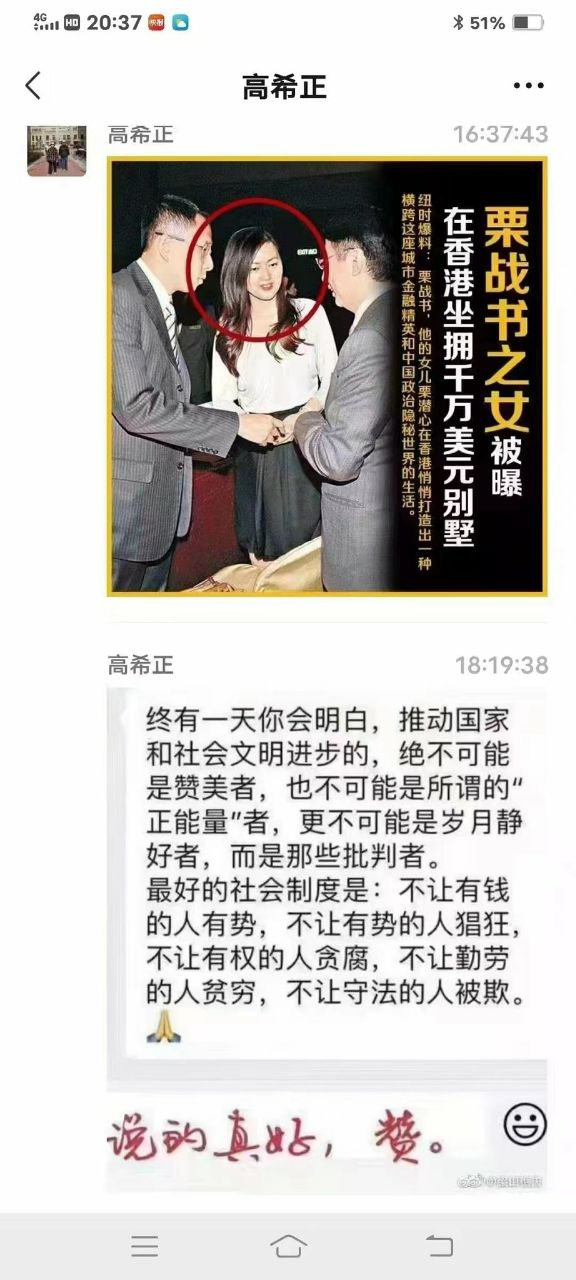 4G HD 20:37
51%
高希正
高希正 16:37:43
栗战书之女被曝
在香港坐拥千万美元别墅
纽时爆料：栗战书，他的女儿栗潜心在香港悄悄打造出一种
横跨这座城市金融精英和中国政治隐秘世界的生活。
高希正 18:19:38
终有一天你会明白，推动国家
和社会文明进步的，绝不可能
是赞美者，也不可能是所谓的“
正能量”者，更不可能是岁月静
好者，而是那些批判者。
最好的社会制度是：不让有钱
的人有势，不让有势的人猖狂，
不让有权的人贪腐，不让勤劳
的人贫穷，不让守法的人被欺。
🙏
说的真好，赞。